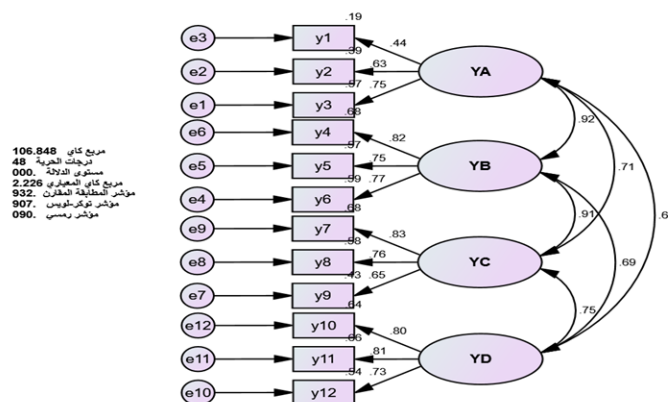 .19
e3 y1 .44
.39
e2 y2 .63 YA
.57 .75
e1 y3
.68
e6 y4 .82 .92
.57
e5 y5 .75 YB .71
.59 .77
e4 y6
.68
e9 y7 .83 .91 .69
.58
e8 y8 .76 YC
.43 .65
e7 y9
.64
e12 y10 .80 .75
.66
e11 y11 .81 YD
.54 .73
e10 y12
مربع كاي 106.848
درجات الحرية 48
مستوى الدلالة .000
مربع كاي المعياري 2.226
مؤشر المطابقة المقارن .932
مؤشر توكر-لويس .907
مؤشر رمسي .090